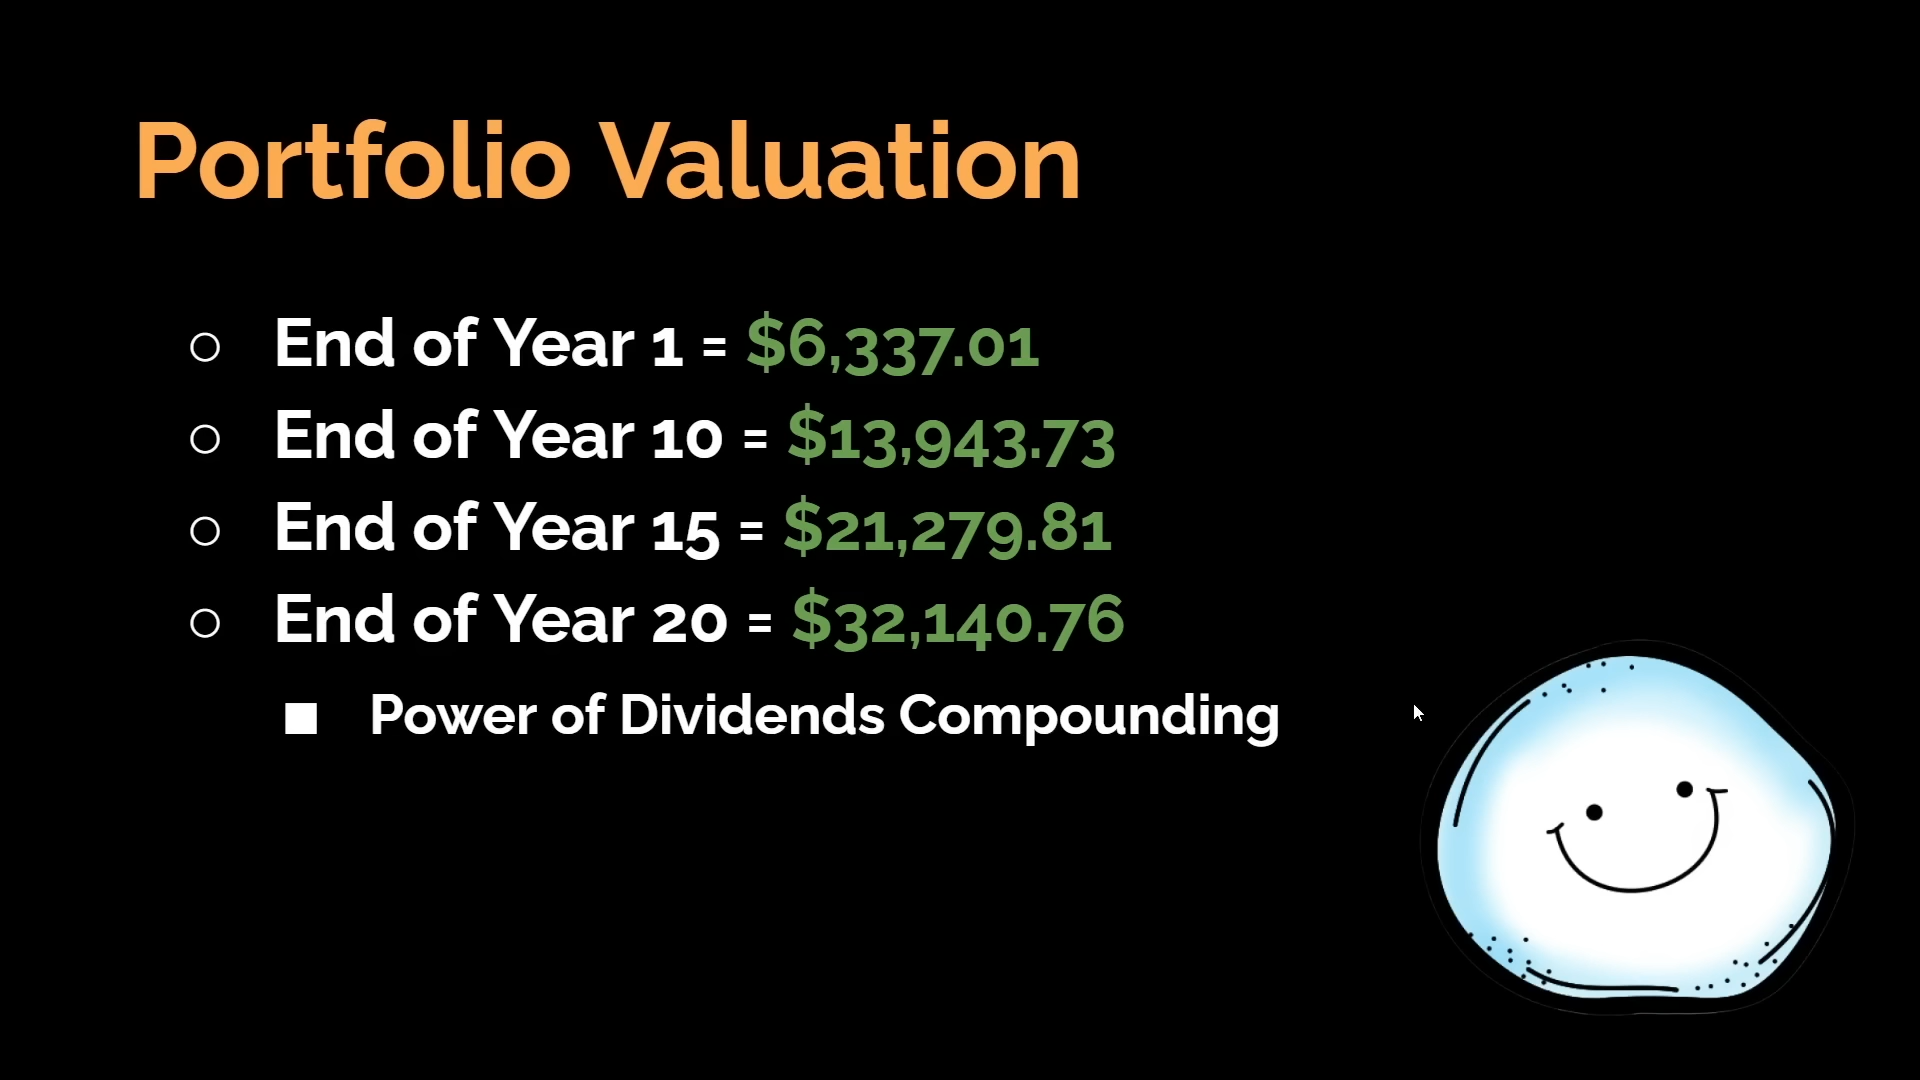 Portfolio Valuation
○ End of Year 1 = $6,337.01
○ End of Year 10 = $13,943.73
○ End of Year 15 = $21,279.81
○ End of Year 20 = $32,140.76
■ Power of Dividends Compounding